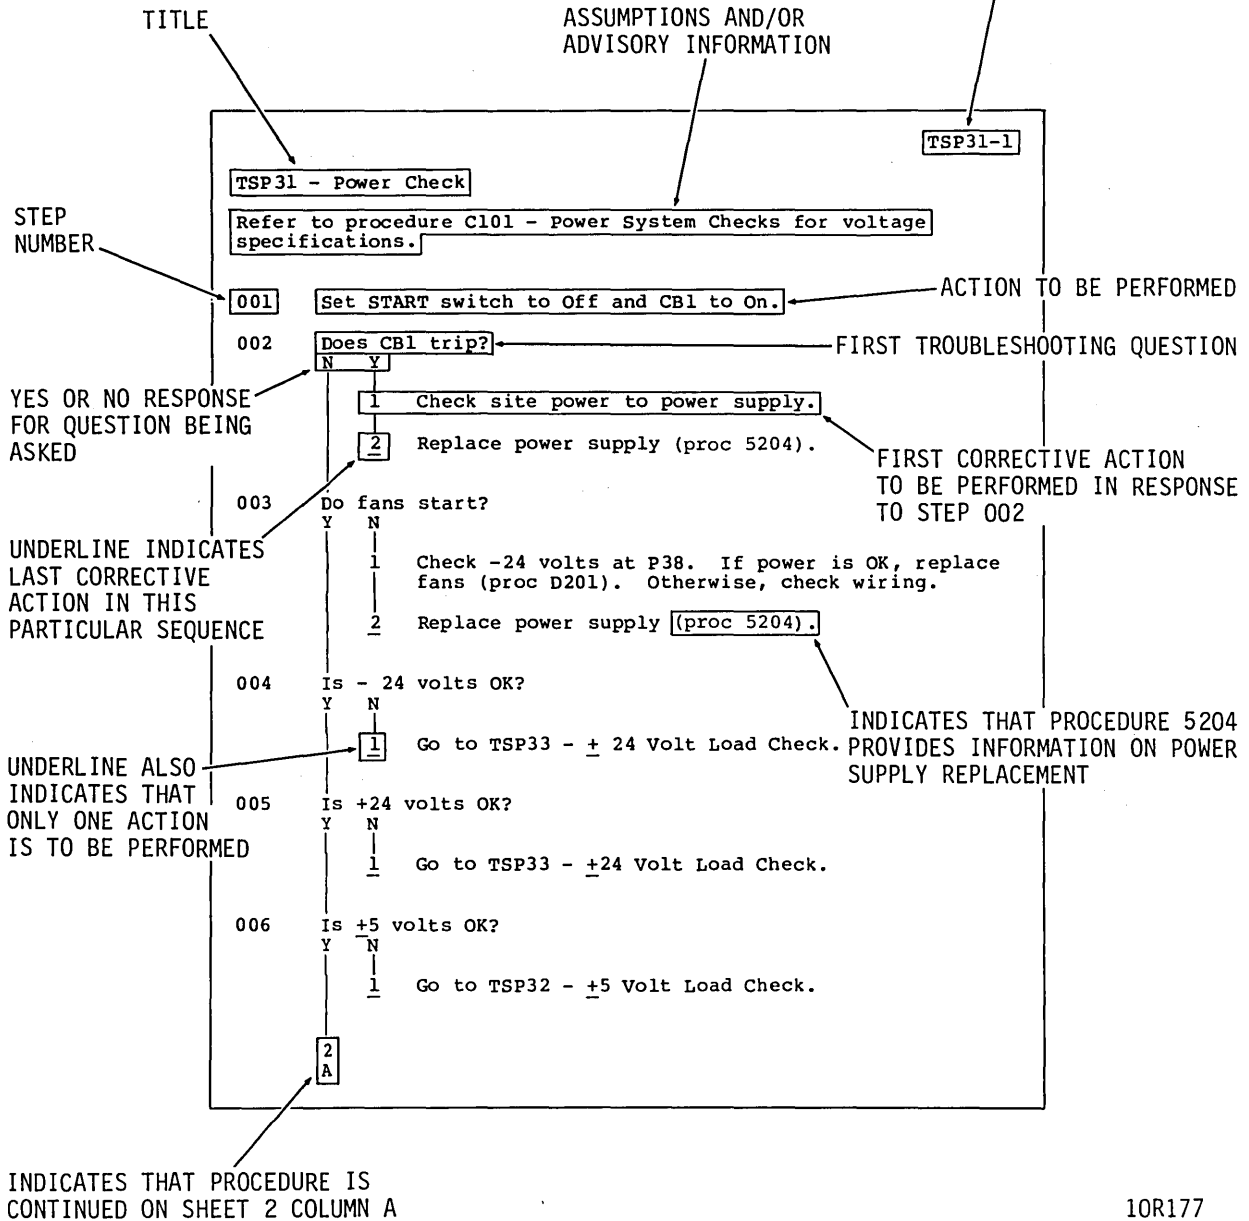 TITLE
ASSUMPTIONS AND/OR
ADVISORY INFORMATION
TSP31-1
TSP31 - Power Check
Refer to procedure C101 - Power System Checks for voltage
specifications.
STEP
NUMBER
001 Set START switch to Off and CB1 to On.
ACTION TO BE PERFORMED
002 Does CB1 trip?
N Y
FIRST TROUBLESHOOTING QUESTION
YES OR NO RESPONSE
FOR QUESTION BEING
ASKED
1 Check site power to power supply.
2 Replace power supply (proc 5204).
FIRST CORRECTIVE ACTION
TO BE PERFORMED IN RESPONSE
TO STEP 002
003 Do fans start?
Y N
UNDERLINE INDICATES
LAST CORRECTIVE
ACTION IN THIS
PARTICULAR SEQUENCE
1 Check -24 volts at P38. If power is OK, replace
fans (proc D201). Otherwise, check wiring.
2 Replace power supply (proc 5204).
004 Is - 24 volts OK?
Y N
1 Go to TSP33 - ± 24 Volt Load Check.
INDICATES THAT PROCEDURE 5204
PROVIDES INFORMATION ON POWER
SUPPLY REPLACEMENT
UNDERLINE ALSO
INDICATES THAT
ONLY ONE ACTION
IS TO BE PERFORMED
005 Is +24 volts OK?
Y N
1 Go to TSP33 - ±24 Volt Load Check.
006 Is ±5 volts OK?
Y N
1 Go to TSP32 - ±5 Volt Load Check.
2
A
INDICATES THAT PROCEDURE IS
CONTINUED ON SHEET 2 COLUMN A
10R177